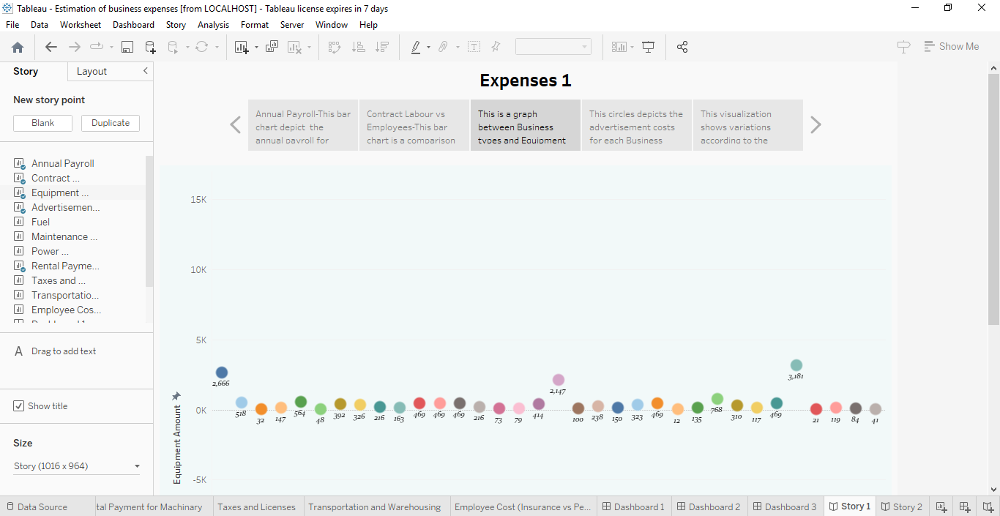 Tableau - Estimation of business expenses [from LOCALHOST] - Tableau license expires in 7 days
File Data Worksheet Dashboard Story Analysis Format Server Window Help
Show Me
Story Layout
New story point
Blank Duplicate
Annual Payroll
Contract ...
Equipment ...
Advertisemen...
Fuel
Maintenance ...
Power ...
Rental Payme...
Taxes and ...
Transportatio...
Employee Cos...
A Drag to add text
Show title
Size
Story (1016 x 964)
Expenses 1
Annual Payroll-This bar
chart depict the
annual payroll for
Contract Labour vs
Employees-This bar
chart is a comparison
This is a graph
between Business
types and Equipment
This circles depicts the
advertisement costs
for each Business
This visualization
shows variations
according to the
15K
10K
5K
0K
-5K
Equipment Amount
2,666 518 32 147 564 48 392 326 216 163 469 469 469 216 73 79 414 2,147 100 238 150 323 469 12 135 768 310 117 469 3,181 21 119 84 41
Data Source tal Payment for Machinery Taxes and Licenses Transportation and Warehousing Employee Cost (Insurance vs Pe... Dashboard 1 Dashboard 2 Dashboard 3 Story 1 Story 2